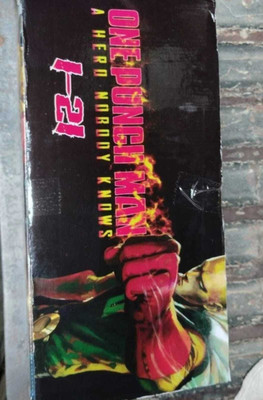 ONE PUNCH MAN
A HERO NOBODY KNOWS
1-21